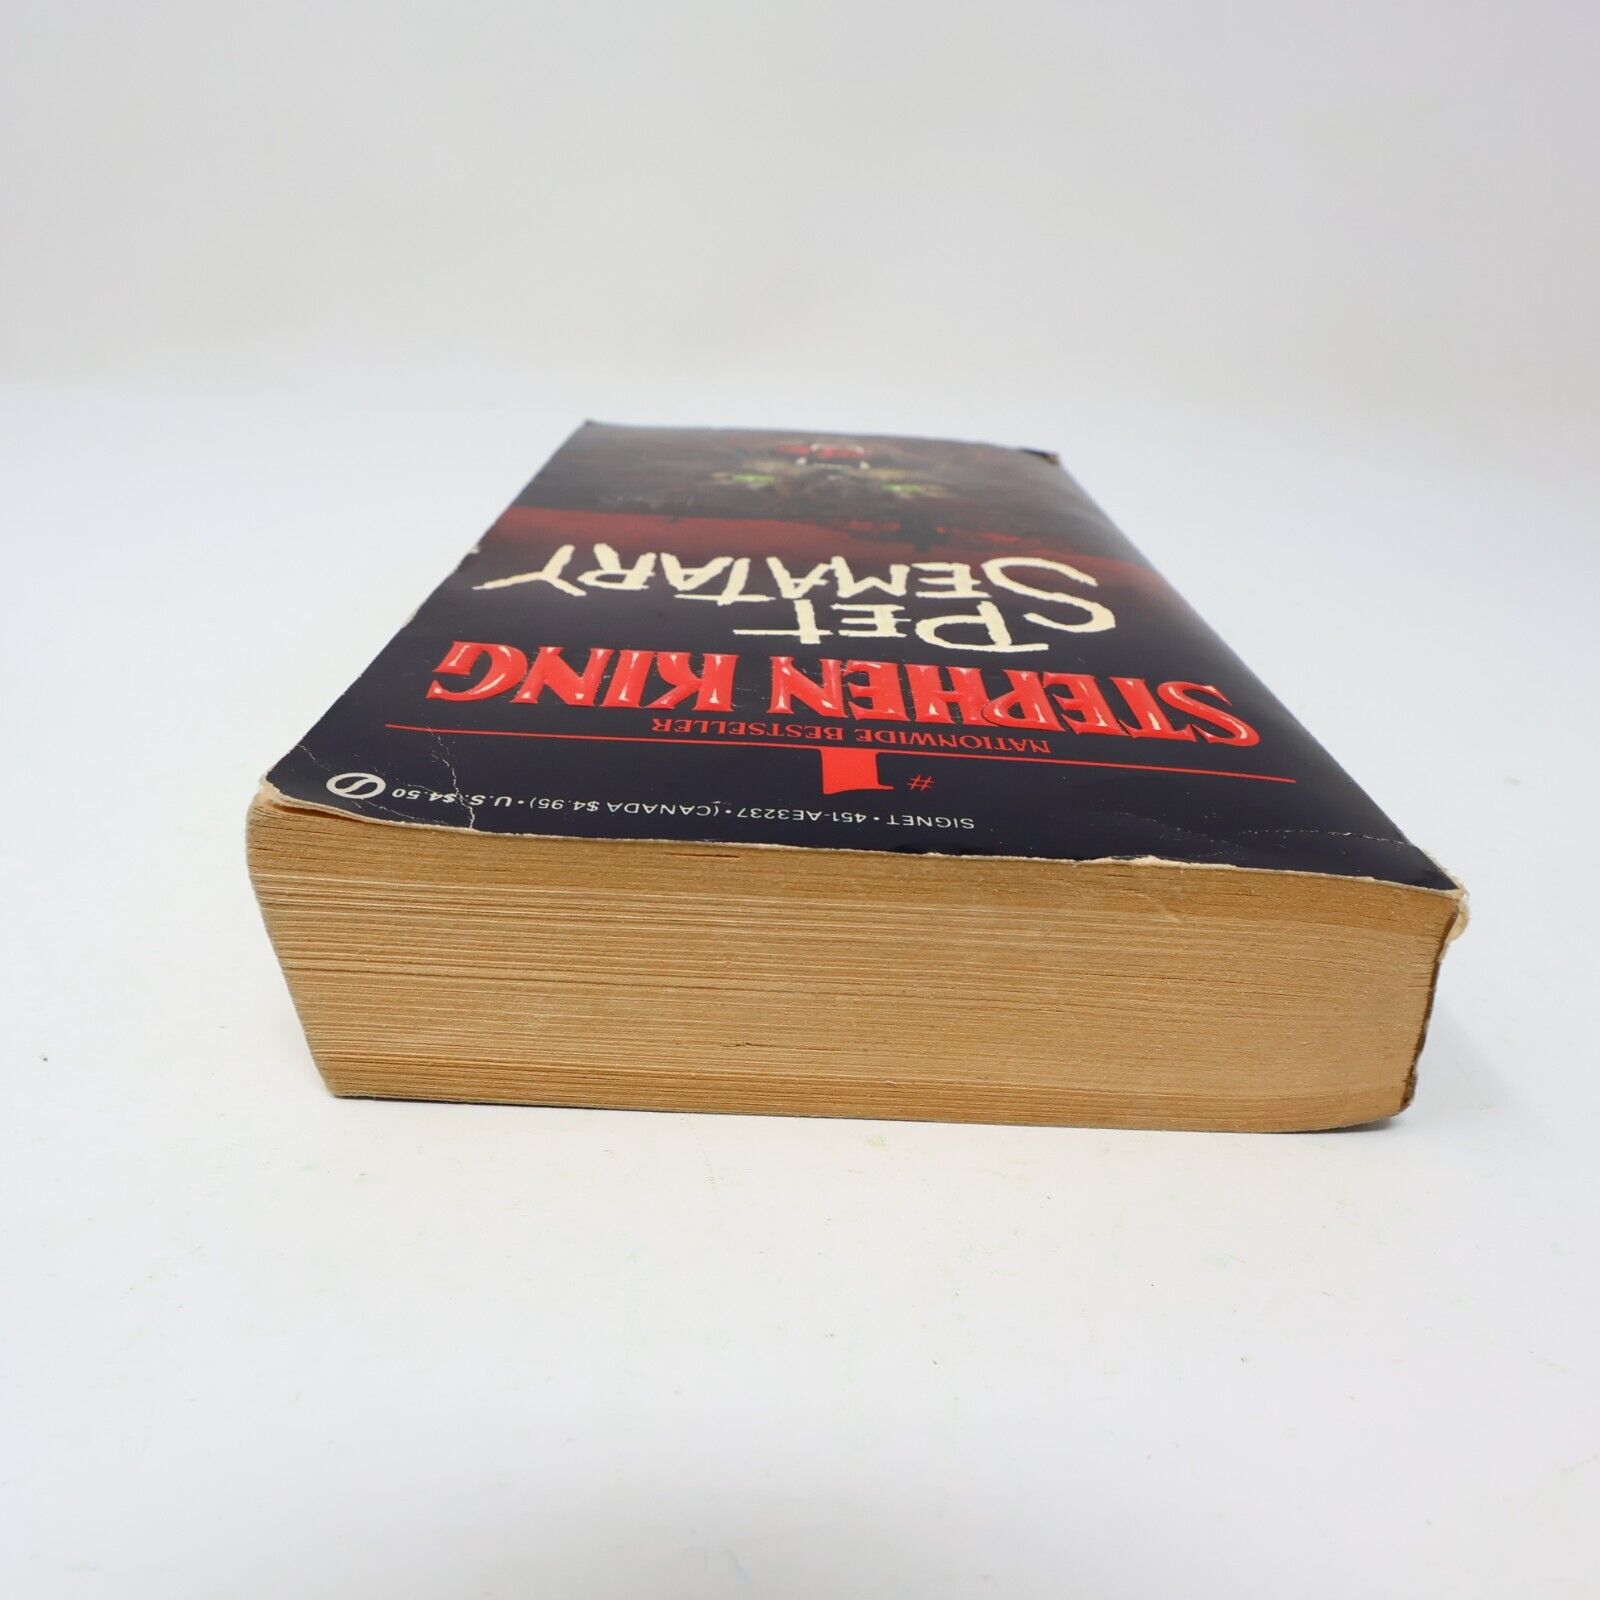 SIGNET • 451-AE3237 • (CANADA $4.95) • U.S. $4.50
#1
NATIONWIDE BESTSELLER
STEPHEN KING
PET
SEMATARY